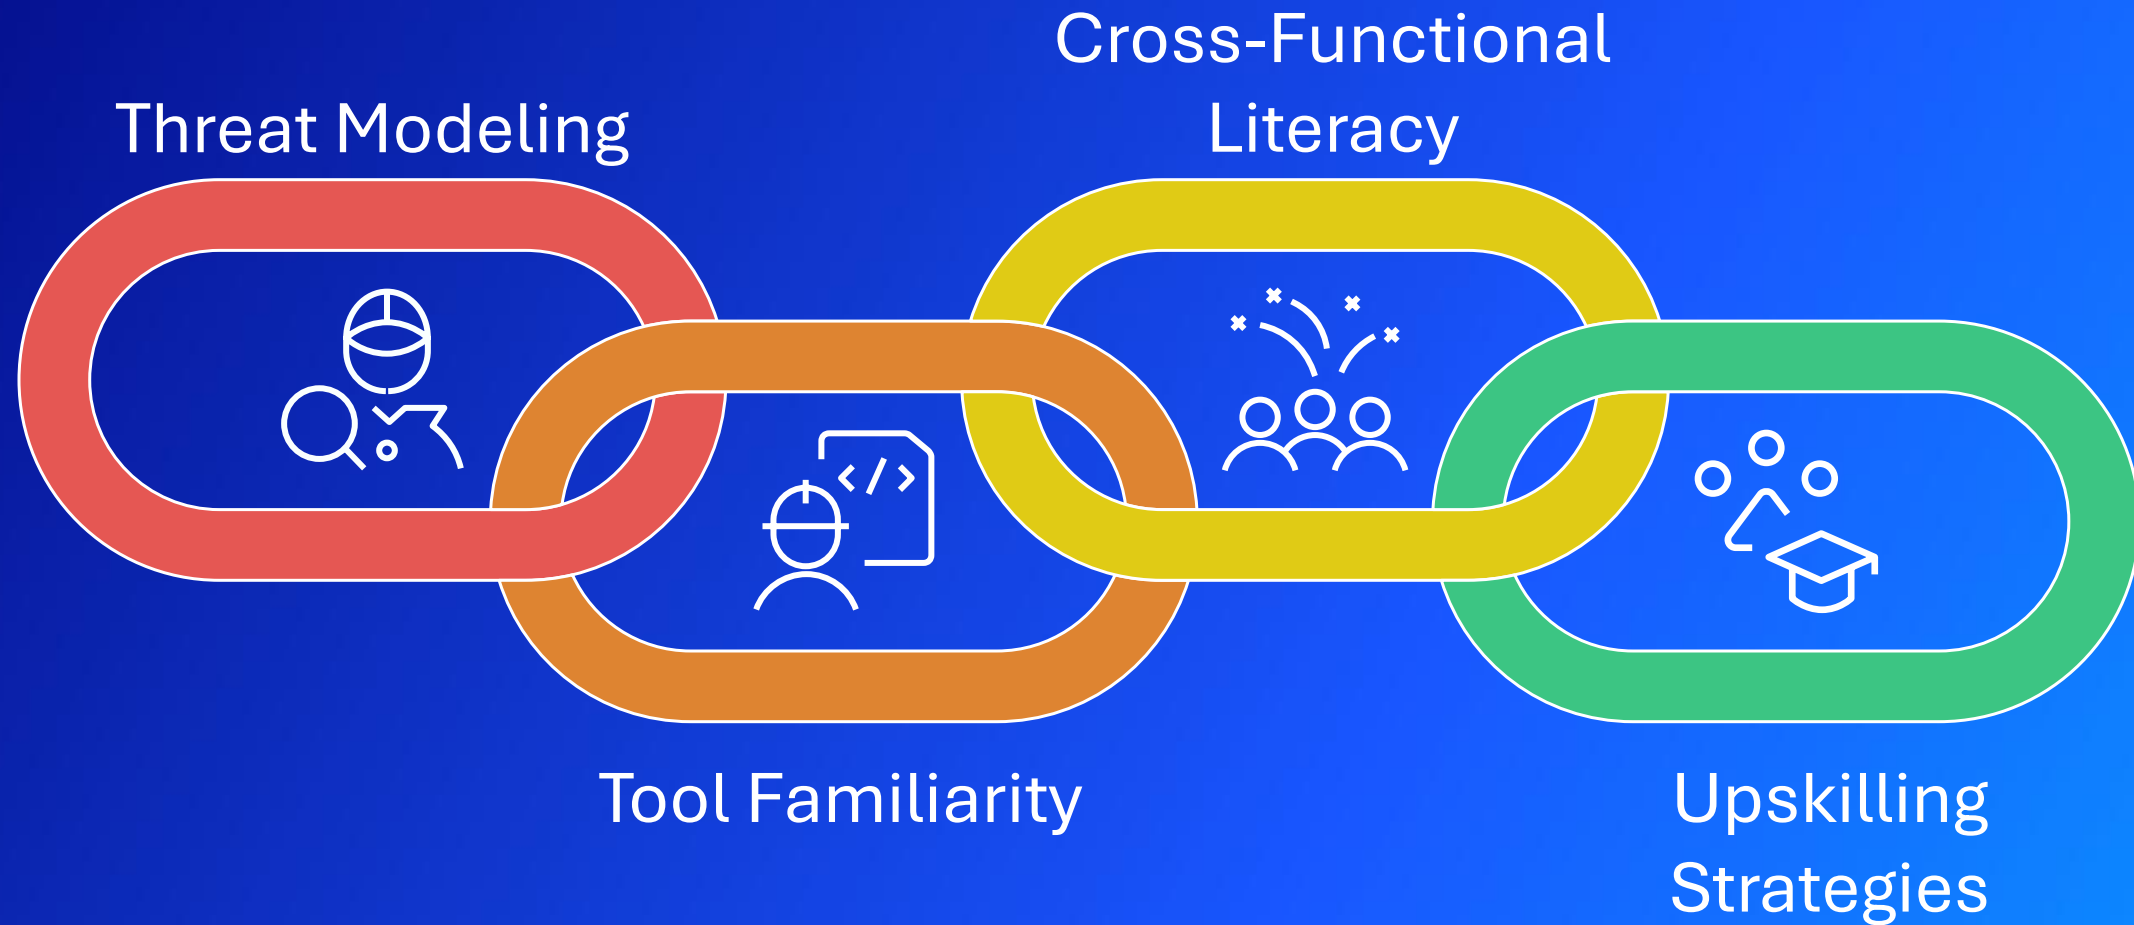 Threat Modeling
Cross-Functional
Literacy
Tool Familiarity
Upskilling
Strategies